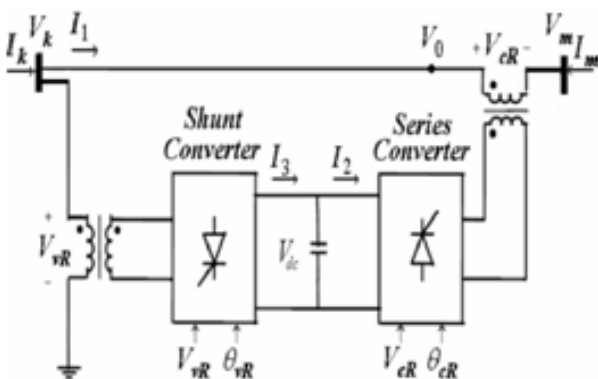 V_k I_1 V_0 + V_cR - V_m
I_k I_m
Shunt Converter
Series Converter
I_3 I_2
+
V_vR
-
V_dc
V_vR θ_vR V_cR θ_cR